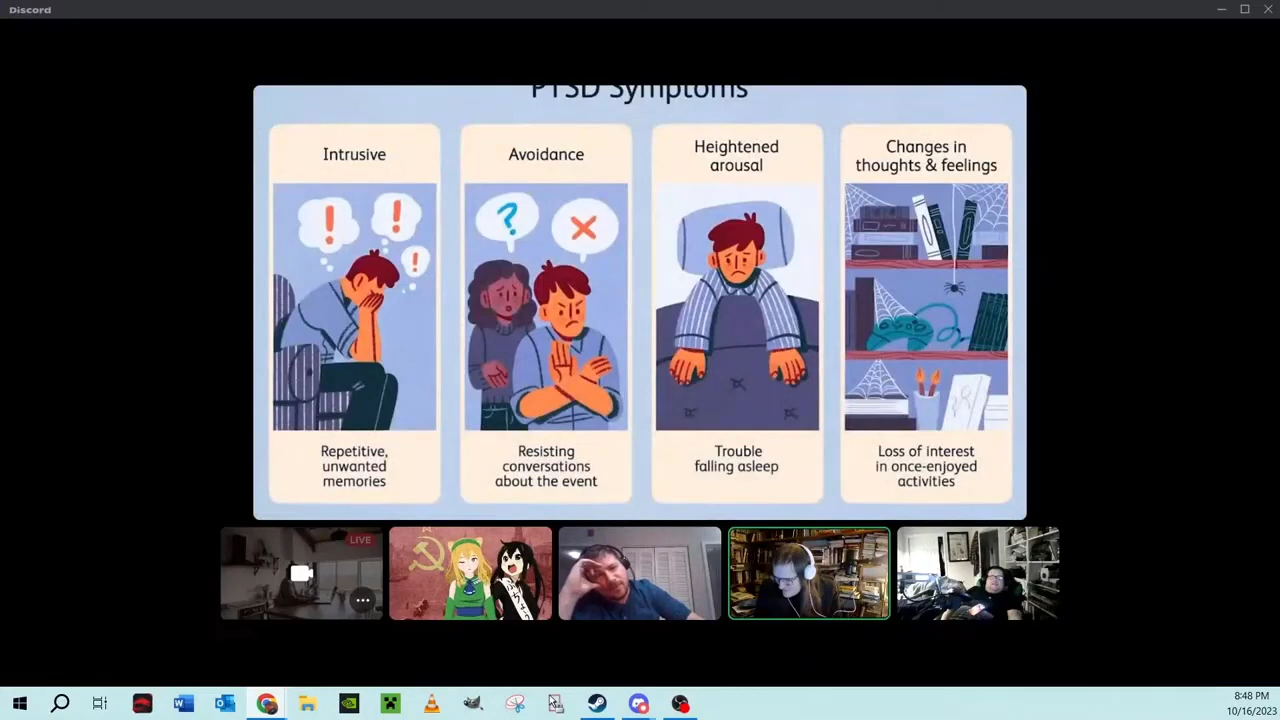 Discord
PTSD Symptoms
Intrusive
Avoidance
Heightened
arousal
Changes in
thoughts & feelings
!
!
!
?
Repetitive,
unwanted
memories
Resisting
conversations
about the event
Trouble
falling asleep
Loss of interest
in once-enjoyed
activities
LIVE
8:48 PM
10/16/2023